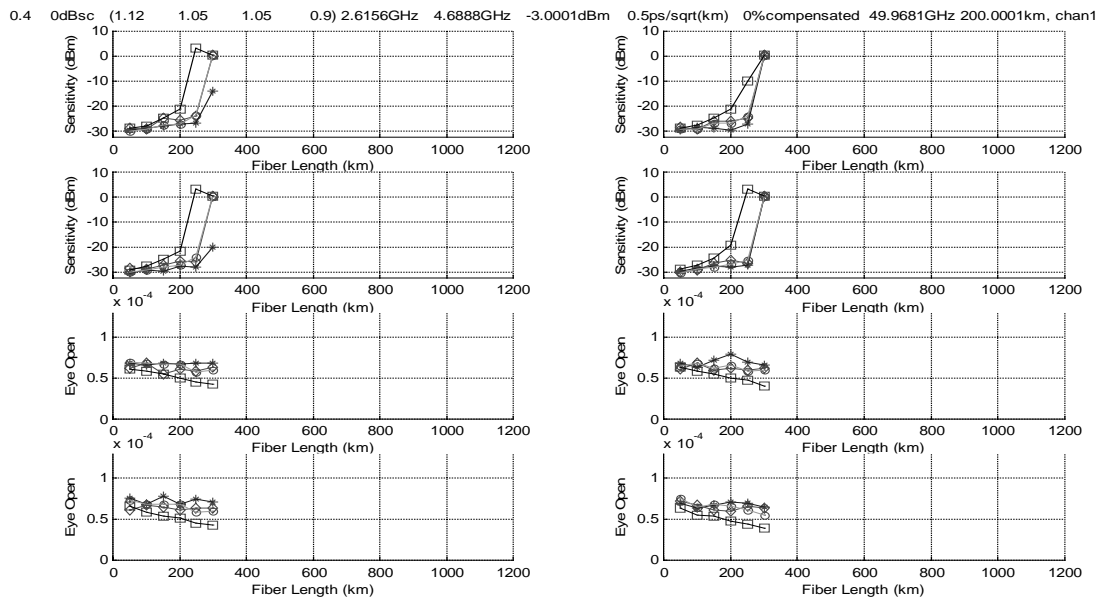 0.4 0dBsc (1.12 1.05 1.05 0.9) 2.6156GHz 4.6888GHz -3.0001dBm 0.5ps/sqrt(km) 0%compensated 49.9681GHz 200.0001km, chan1
10
0
-10
-20
-30
Sensitivity (dBm)
0 200 400 600 800 1000 1200
Fiber Length (km)
10
0
-10
-20
-30
Sensitivity (dBm)
0 200 400 600 800 1000 1200
Fiber Length (km)
10
0
-10
-20
-30
Sensitivity (dBm)
0 200 400 600 800 1000 1200
Fiber Length (km)
10
0
-10
-20
-30
Sensitivity (dBm)
0 200 400 600 800 1000 1200
Fiber Length (km)
x 10-4
1
0.5
0
Eye Open
0 200 400 600 800 1000 1200
Fiber Length (km)
x 10-4
1
0.5
0
Eye Open
0 200 400 600 800 1000 1200
Fiber Length (km)
x 10-4
1
0.5
0
Eye Open
0 200 400 600 800 1000 1200
Fiber Length (km)
x 10-4
1
0.5
0
Eye Open
0 200 400 600 800 1000 1200
Fiber Length (km)